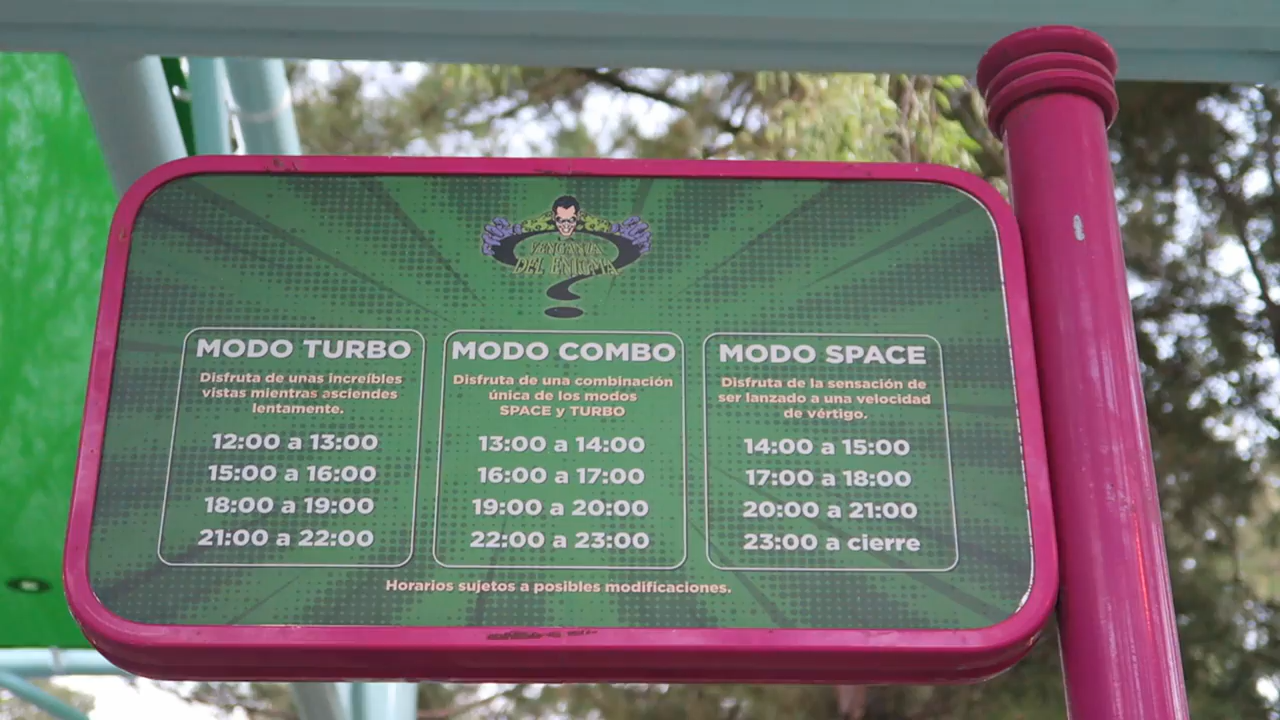 VENGANZA
DEL ENIGMA
MODO TURBO
Disfruta de unas increíbles
vistas mientras asciendes
lentamente.
12:00 a 13:00
15:00 a 16:00
18:00 a 19:00
21:00 a 22:00
MODO COMBO
Disfruta de una combinación
única de los modos
SPACE y TURBO
13:00 a 14:00
16:00 a 17:00
19:00 a 20:00
22:00 a 23:00
MODO SPACE
Disfruta de la sensación de
ser lanzado a una velocidad
de vértigo.
14:00 a 15:00
17:00 a 18:00
20:00 a 21:00
23:00 a cierre
Horarios sujetos a posibles modificaciones.